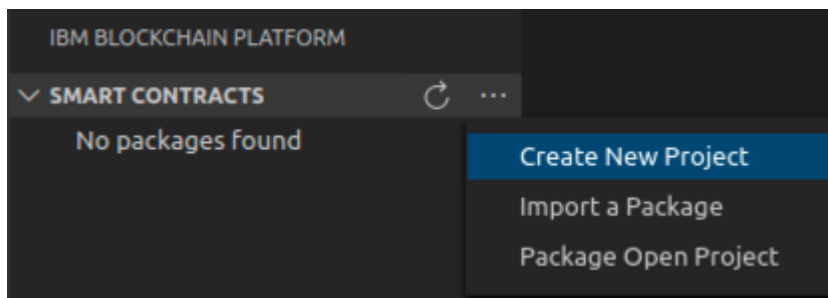 IBM BLOCKCHAIN PLATFORM
SMART CONTRACTS
No packages found
Create New Project
Import a Package
Package Open Project